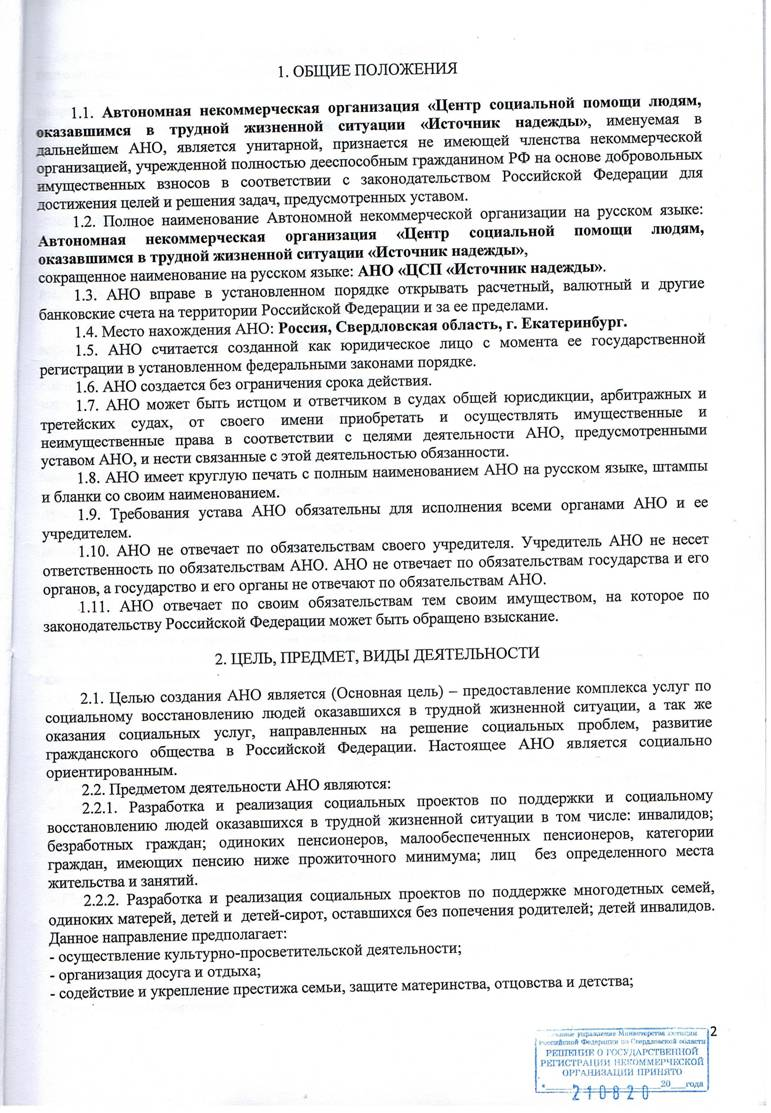 1. ОБЩИЕ ПОЛОЖЕНИЯ
1.1. Автономная некоммерческая организация «Центр социальной помощи людям,
оказавшимся в трудной жизненной ситуации «Источник надежды», именуемая в
дальнейшем АНО, является унитарной, признается не имеющей членства некоммерческой
организацией, учрежденной полностью дееспособным гражданином РФ на основе добровольных
имущественных взносов в соответствии с законодательством Российской Федерации для
достижения целей и решения задач, предусмотренных уставом.
1.2. Полное наименование Автономной некоммерческой организации на русском языке:
Автономная некоммерческая организация «Центр социальной помощи людям,
оказавшимся в трудной жизненной ситуации «Источник надежды»,
сокращенное наименование на русском языке: АНО «ЦСП «Источник надежды».
1.3. АНО вправе в установленном порядке открывать расчетный, валютный и другие
банковские счета на территории Российской Федерации и за ее пределами.
1.4. Место нахождения АНО: Россия, Свердловская область, г. Екатеринбург.
1.5. АНО считается созданной как юридическое лицо с момента ее государственной
регистрации в установленном федеральными законами порядке.
1.6. АНО создается без ограничения срока действия.
1.7. АНО может быть истцом и ответчиком в судах общей юрисдикции, арбитражных и
третейских судах, от своего имени приобретать и осуществлять имущественные и
неимущественные права в соответствии с целями деятельности АНО, предусмотренными
уставом АНО, и нести связанные с этой деятельностью обязанности.
1.8. АНО имеет круглую печать с полным наименованием АНО на русском языке, штампы
и бланки со своим наименованием.
1.9. Требования устава АНО обязательны для исполнения всеми органами АНО и ее
учредителем.
1.10. АНО не отвечает по обязательствам своего учредителя. Учредитель АНО не несет
ответственность по обязательствам АНО. АНО не отвечает по обязательствам государства и его
органов, а государство и его органы не отвечают по обязательствам АНО.
1.11. АНО отвечает по своим обязательствам тем своим имуществом, на которое по
законодательству Российской Федерации может быть обращено взыскание.
2. ЦЕЛЬ, ПРЕДМЕТ, ВИДЫ ДЕЯТЕЛЬНОСТИ
2.1. Целью создания АНО является (Основная цель) – предоставление комплекса услуг по
социальному восстановлению людей оказавшихся в трудной жизненной ситуации, а так же
оказания социальных услуг, направленных на решение социальных проблем, развитие
гражданского общества в Российской Федерации. Настоящее АНО является социально
ориентированным.
2.2. Предметом деятельности АНО являются:
2.2.1. Разработка и реализация социальных проектов по поддержки и социальному
восстановлению людей оказавшихся в трудной жизненной ситуации в том числе: инвалидов;
безработных граждан; одиноких пенсионеров, малообеспеченных пенсионеров, категории
граждан, имеющих пенсию ниже прожиточного минимума; лиц без определенного места
жительства и занятий.
2.2.2. Разработка и реализация социальных проектов по поддержке многодетных семей,
одиноких матерей, детей и детей-сирот, оставшихся без попечения родителей; детей инвалидов.
Данное направление предполагает:
- осуществление культурно-просветительской деятельности;
- организация досуга и отдыха;
- содействие и укрепление престижа семьи, защите материнства, отцовства и детства;
2
управление Министерства юстиции
Российской Федерации по Свердловской области
РЕШЕНИЕ О ГОСУДАРСТВЕННОЙ
РЕГИСТРАЦИИ НЕКОММЕРЧЕСКОЙ
ОРГАНИЗАЦИИ ПРИНЯТО
20 года
210820